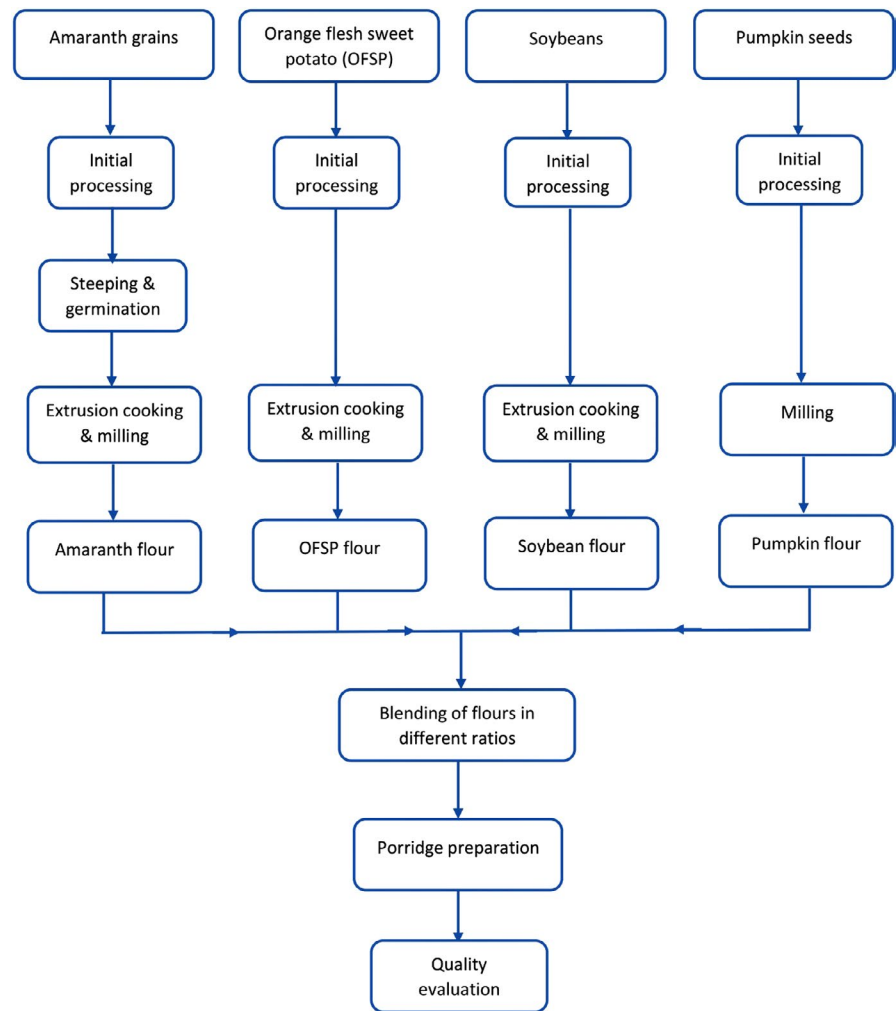 Amaranth grains
Orange flesh sweet
potato (OFSP)
Soybeans
Pumpkin seeds
Initial
processing
Initial
processing
Initial
processing
Initial
processing
Steeping &
germination
Extrusion cooking
& milling
Extrusion cooking
& milling
Extrusion cooking
& milling
Milling
Amaranth flour
OFSP flour
Soybean flour
Pumpkin flour
Blending of flours in
different ratios
Porridge preparation
Quality
evaluation